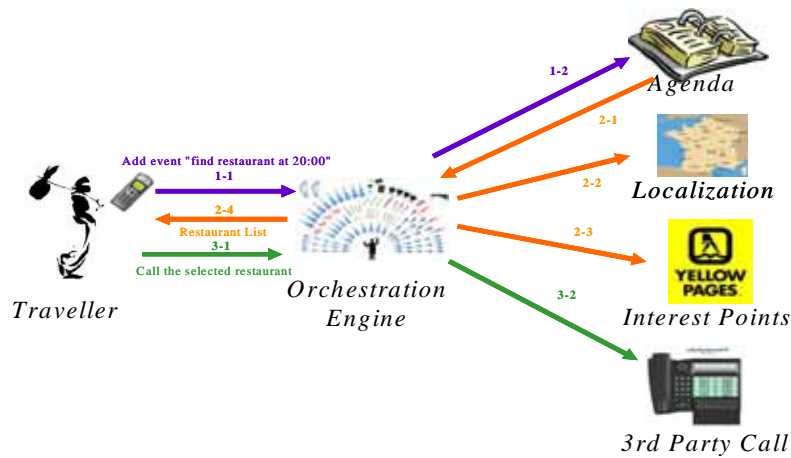 1-2
Agenda
2-1
Add event "find restaurant at 20:00"
1-1
2-2
Localization
2-4
Restaurant List
2-3
3-1
Call the selected restaurant
YELLOW
PAGES
Traveller
Orchestration
Engine
3-2
Interest Points
3rd Party Call